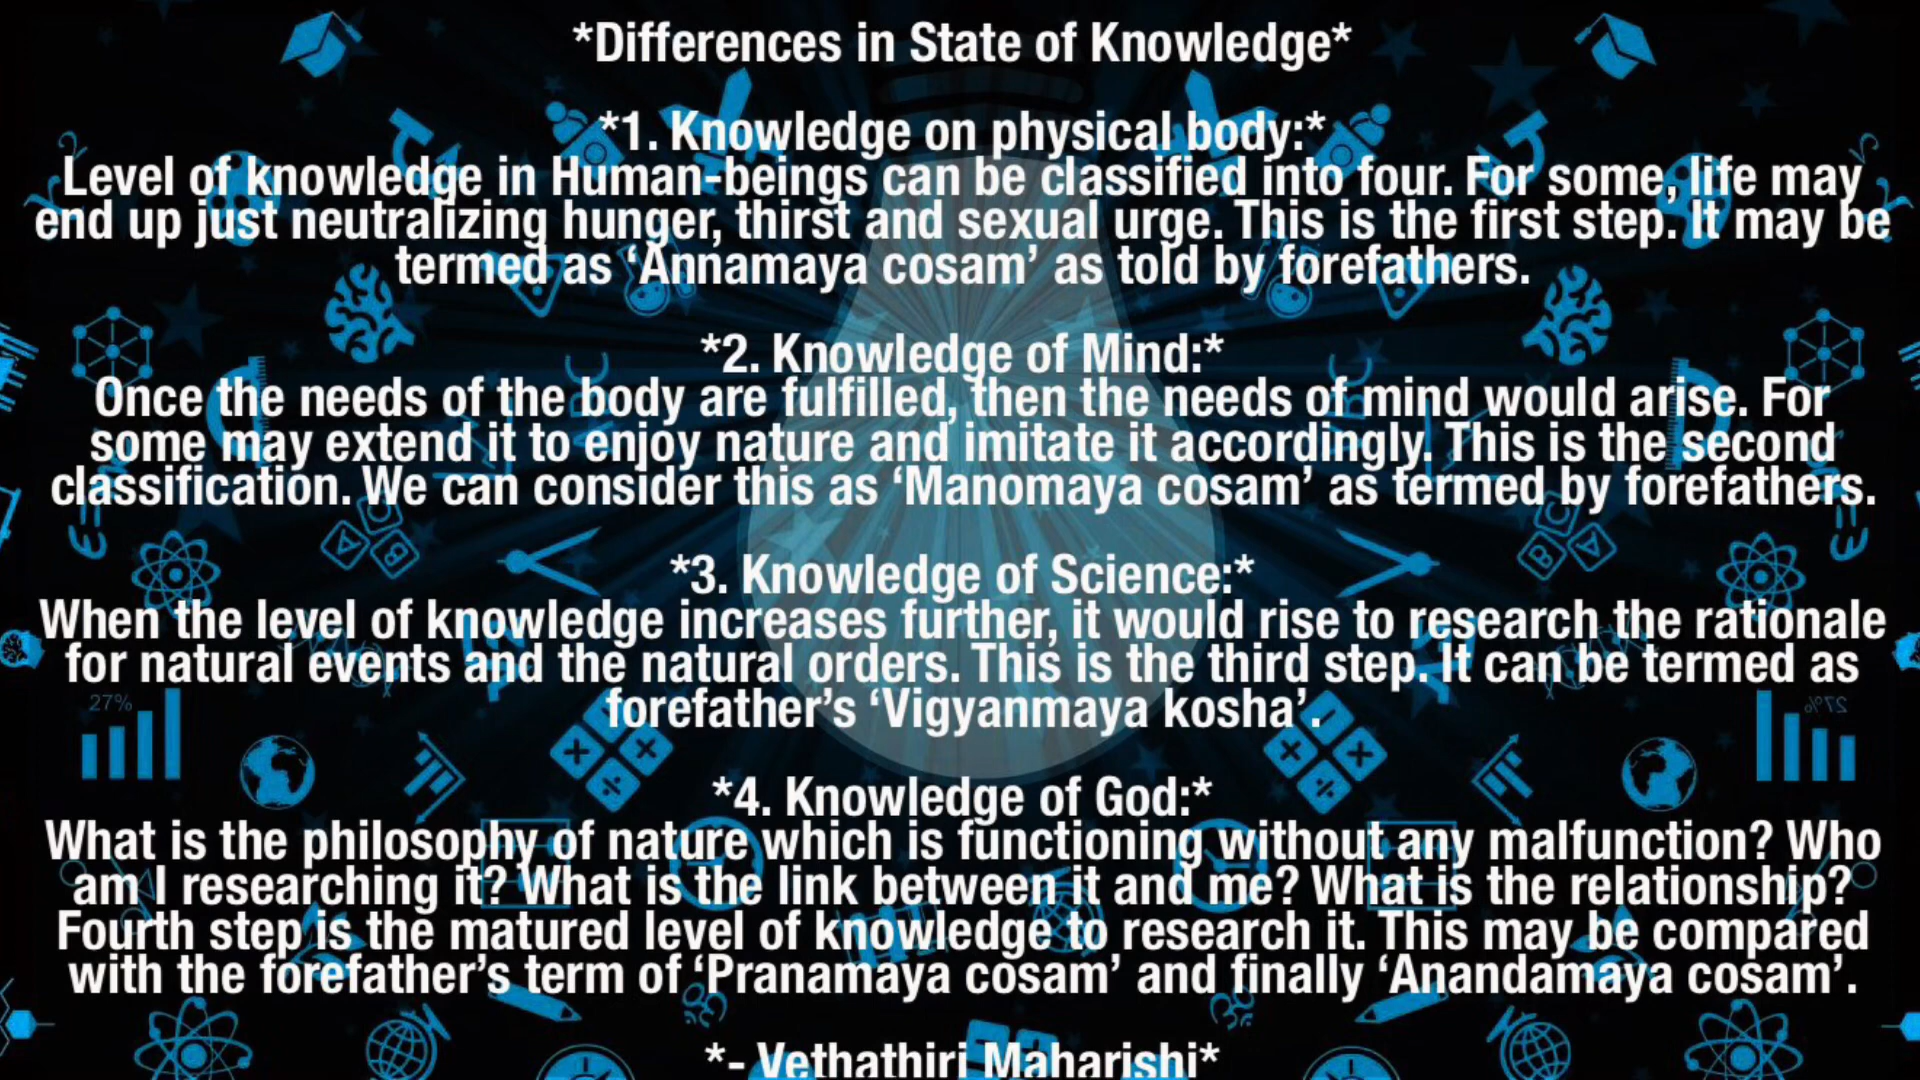 *Differences in State of Knowledge*
*1. Knowledge on physical body:*
Level of knowledge in Human-beings can be classified into four. For some, life may
end up just neutralizing hunger, thirst and sexual urge. This is the first step. It may be
termed as ‘Annamaya cosam’ as told by forefathers.
*2. Knowledge of Mind:*
Once the needs of the body are fulfilled, then the needs of mind would arise. For
some may extend it to enjoy nature and imitate it accordingly. This is the second
classification. We can consider this as ‘Manomaya cosam’ as termed by forefathers.
*3. Knowledge of Science:*
When the level of knowledge increases further, it would rise to research the rationale
for natural events and the natural orders. This is the third step. It can be termed as
forefather’s ‘Vigyanmaya kosha’.
27%
27%
*4. Knowledge of God:*
What is the philosophy of nature which is functioning without any malfunction? Who
am I researching it? What is the link between it and me? What is the relationship?
Fourth step is the matured level of knowledge to research it. This may be compared
with the forefather’s term of ‘Pranamaya cosam’ and finally ‘Anandamaya cosam’.
*- Vethathiri Maharishi*